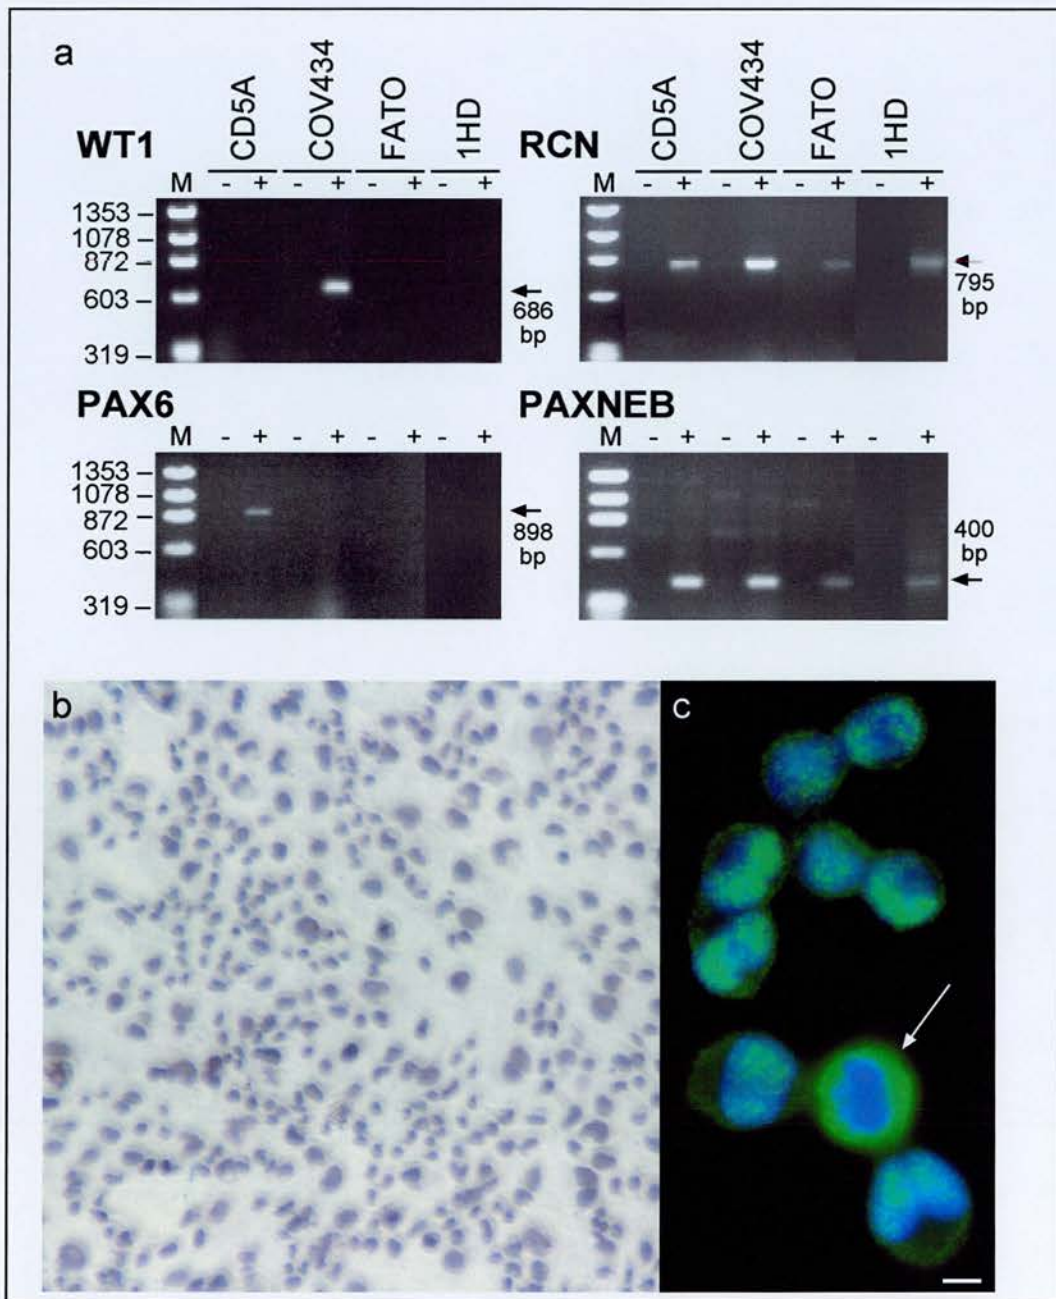 a
CD5A COV434 FATO 1HD
CD5A COV434 FATO 1HD
WT1
RCN
M - + - + - + - +
M - + - + - + - +
1353 –
1078 –
872 –
603 –
319 –
686
bp
795
bp
PAX6
PAXNEB
M - + - + - + - +
M - + - + - + - +
1353 –
1078 –
872 –
603 –
319 –
898
bp
400
bp
b
c